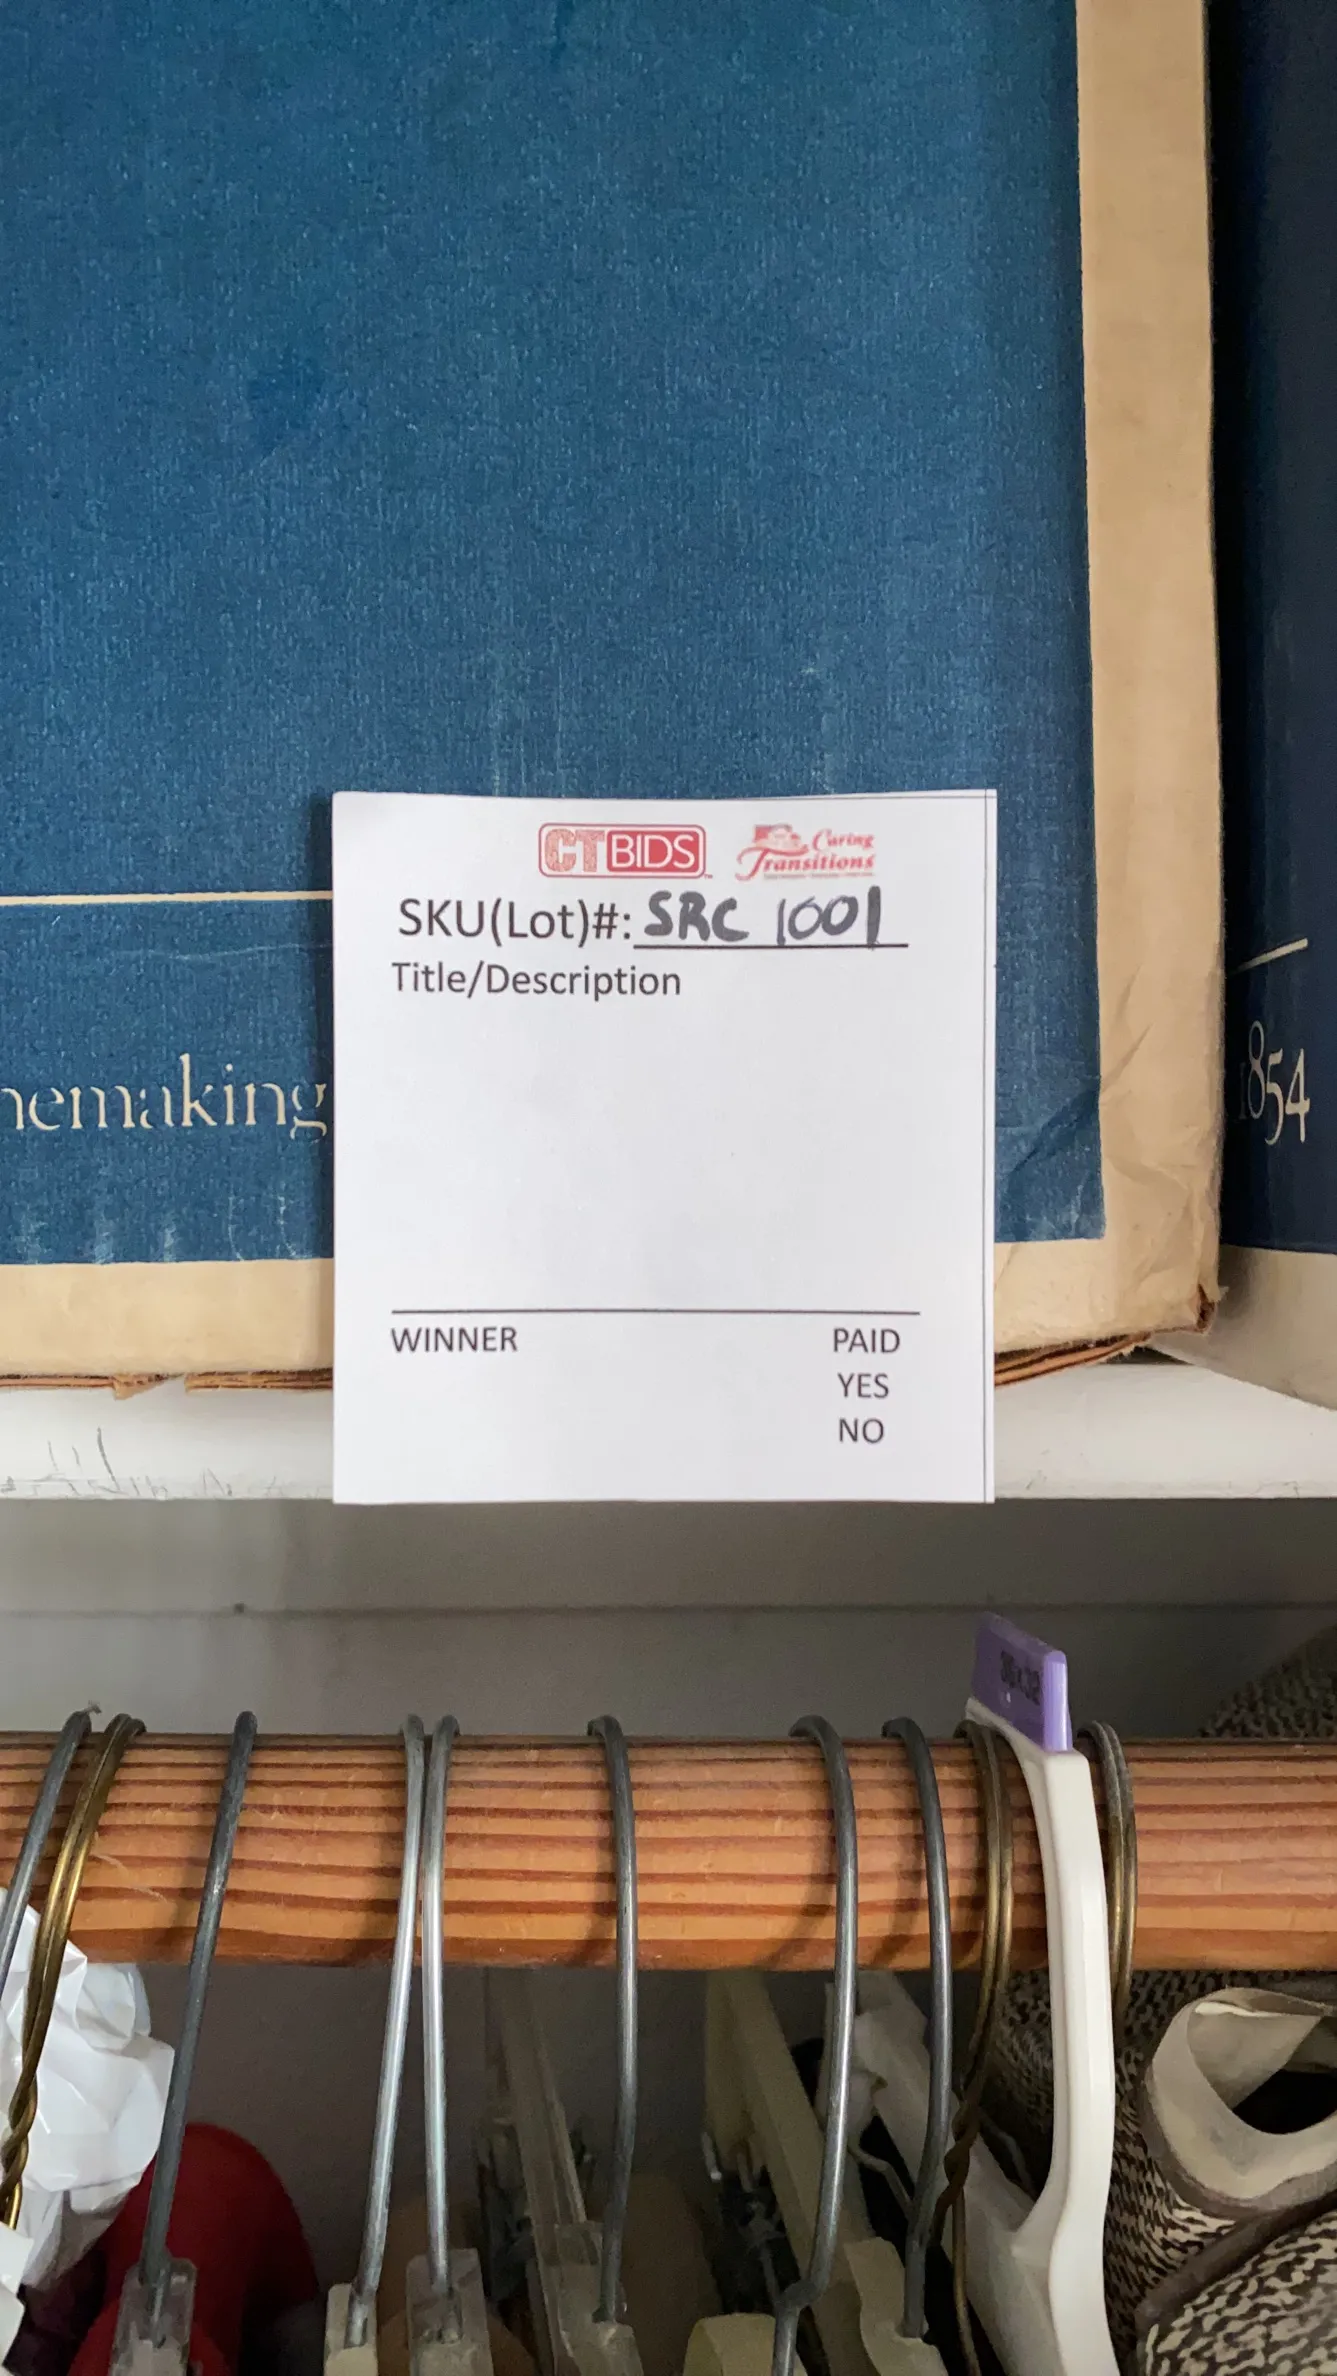 CTBIDS Caring Transitions
SKU(Lot)#: SRC 1001
Title/Description
nemaking
1854
WINNER PAID
YES
NO